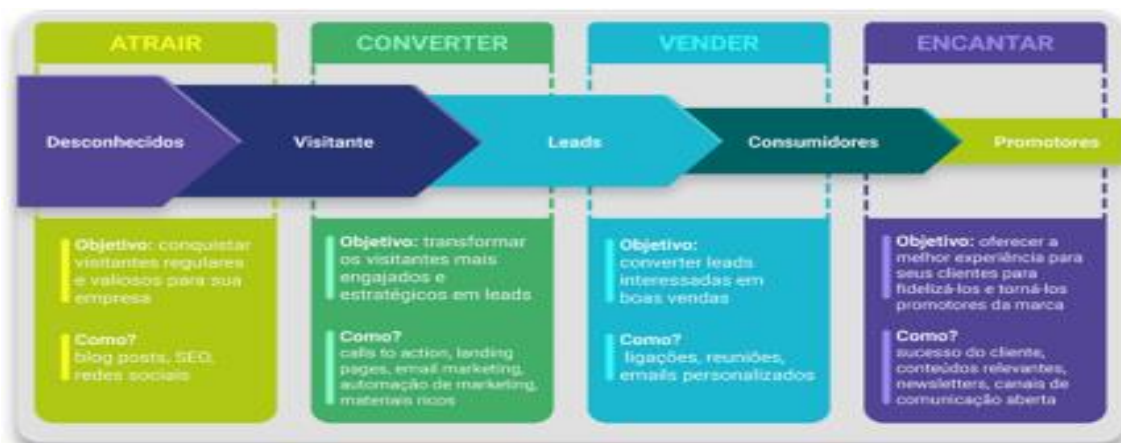 ATRAIR
CONVERTER
VENDER
ENCANTAR
Desconhecidos
Visitante
Leads
Consumidores
Promotores
Objetivo: conquistar
visitantes regulares
e valiosos para sua
empresa
Como?
blog posts, SEO,
redes sociais
Objetivo: transformar
os visitantes mais
engajados e
estratégicos em leads
Como?
calls to action, landing
pages, email marketing,
automação de marketing,
materiais ricos
Objetivo:
converter leads
interessadas em
boas vendas
Como?
ligações, reuniões,
emails personalizados
Objetivo: oferecer a
melhor experiência para
seus clientes para
fidelizá-los e torná-los
promotores da marca
Como?
sucesso do cliente,
conteúdos relevantes,
newsletters, canais de
comunicação aberta